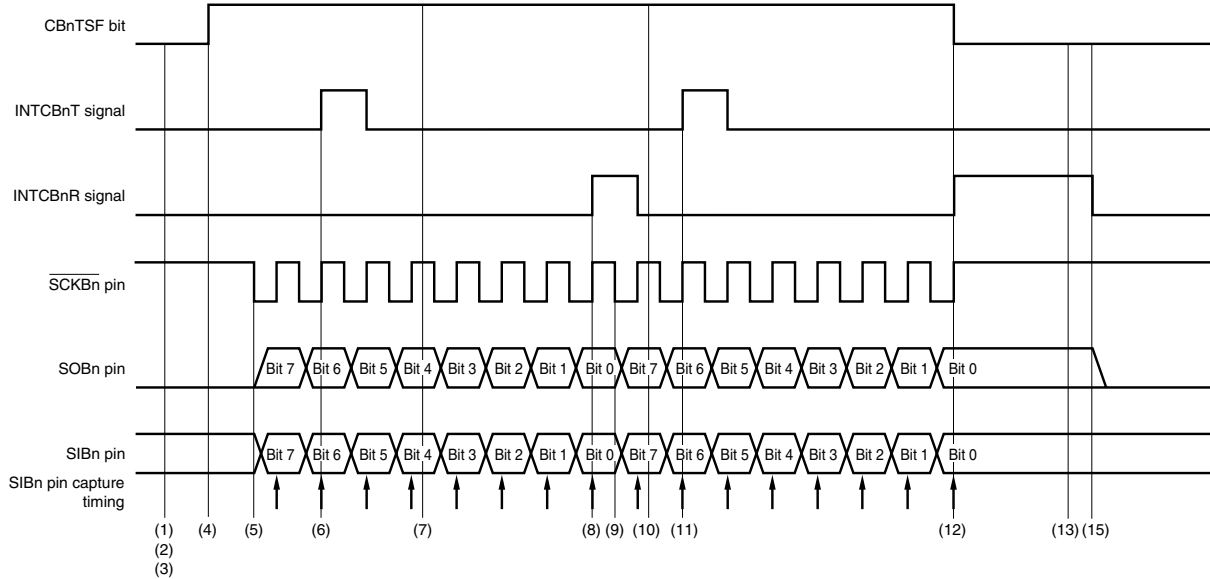 CBnTSF bit
INTCBnT signal
INTCBnR signal
SCKBn pin
SOBn pin
Bit 7 Bit 6 Bit 5 Bit 4 Bit 3 Bit 2 Bit 1 Bit 0 Bit 7 Bit 6 Bit 5 Bit 4 Bit 3 Bit 2 Bit 1 Bit 0
SIBn pin
Bit 7 Bit 6 Bit 5 Bit 4 Bit 3 Bit 2 Bit 1 Bit 0 Bit 7 Bit 6 Bit 5 Bit 4 Bit 3 Bit 2 Bit 1 Bit 0
SIBn pin capture
timing
(1) (4) (5) (6) (7) (8) (9) (10) (11) (12) (13) (15)
(2)
(3)